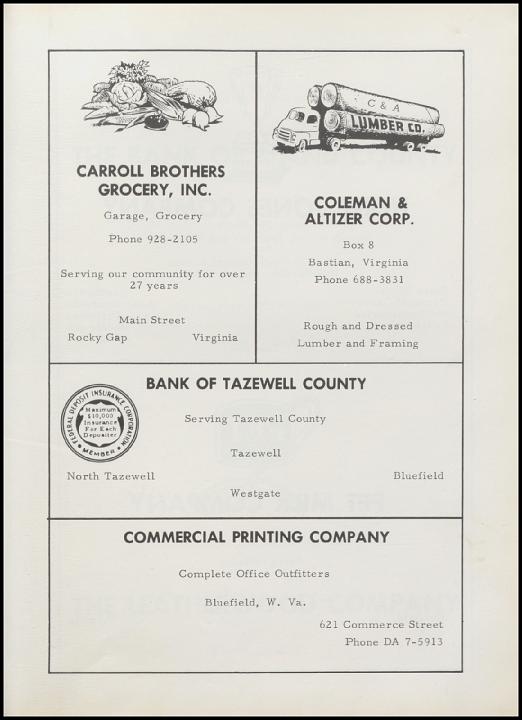 CARROLL BROTHERS
GROCERY, INC.
Garage, Grocery
Phone 928-2105
Serving our community for over
27 years
Main Street
Rocky Gap Virginia
C & A
LUMBER CO.
COLEMAN &
ALTIZER CORP.
Box 8
Bastian, Virginia
Phone 688-3831
Rough and Dressed
Lumber and Framing
BANK OF TAZEWELL COUNTY
FEDERAL DEPOSIT INSURANCE CORPORATION
Maximum
$10,000
Insurance
For Each
Depositor
MEMBER
Serving Tazewell County
Tazewell
North Tazewell Bluefield
Westgate
COMMERCIAL PRINTING COMPANY
Complete Office Outfitters
Bluefield, W. Va.
621 Commerce Street
Phone DA 7-5913